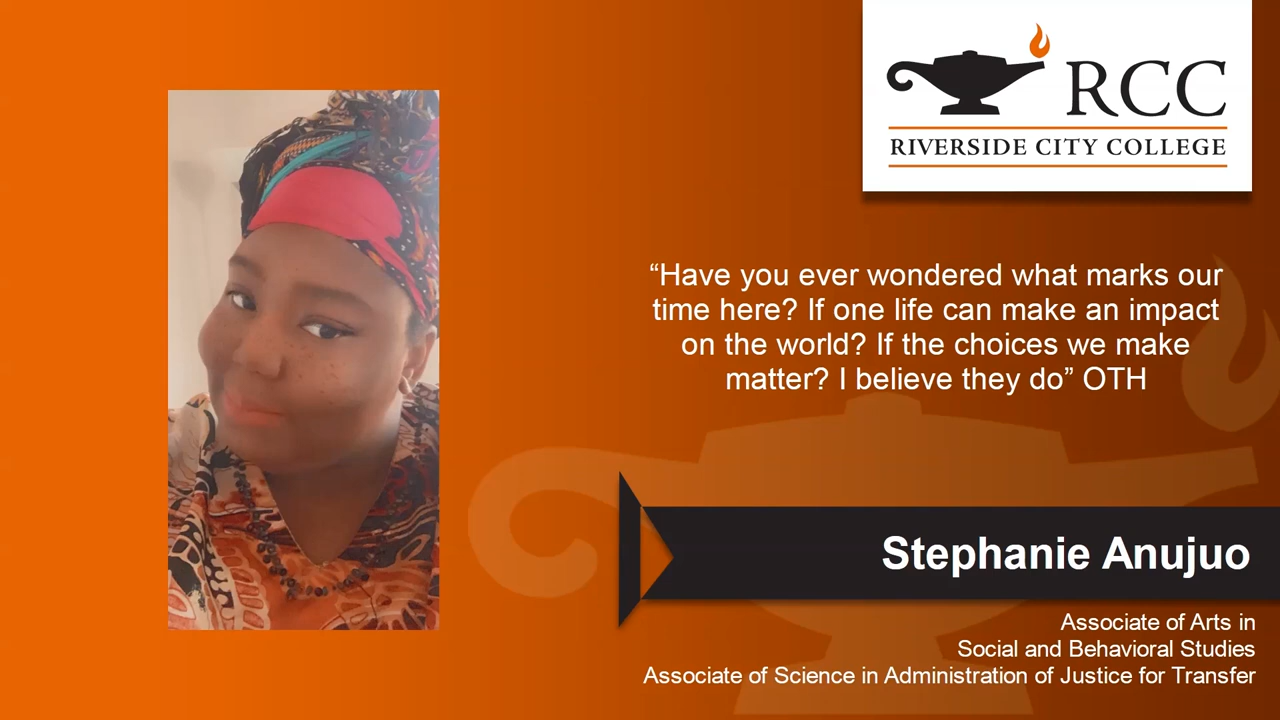 RCC
RIVERSIDE CITY COLLEGE
“Have you ever wondered what marks our
time here? If one life can make an impact
on the world? If the choices we make
matter? I believe they do” OTH
Stephanie Anujuo
Associate of Arts in
Social and Behavioral Studies
Associate of Science in Administration of Justice for Transfer